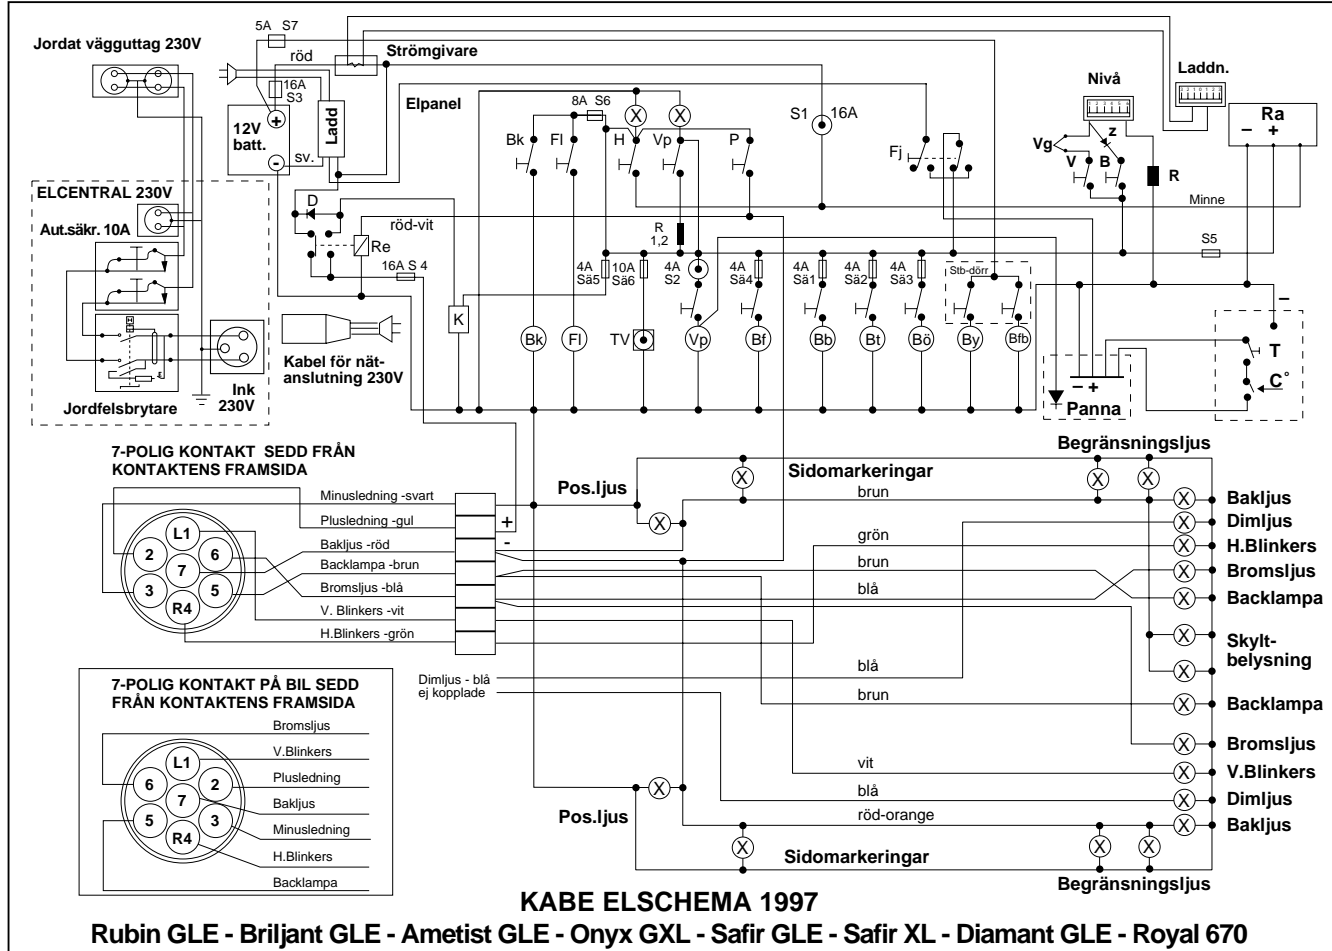 5A S7
Jordat vägguttag 230V
röd
Strömgivare
16A
S3
Elpanel
Ladd
12V
batt.
+
-
sv.
8A S6
X
X
S1
16A
Nivå
Laddn.
Ra
- +
Bk
Fl
H
Vp
P
Fj
Vg
V
B
z
R
Minne
ELCENTRAL 230V
Aut.säkr. 10A
D
röd-vit
Re
16A S 4
R
1,2
S5
4A
Sä5
10A
Sä6
4A
S2
4A
Sä4
4A
Sä1
4A
Sä2
4A
Sä3
Stb-dörr
K
Bk
Fl
TV
Vp
Bf
Bb
Bt
Bö
By
Bfb
Kabel för nät-
anslutning 230V
Ink
230V
Jordfelsbrytare
- +
Panna
-
T
C°
7-POLIG KONTAKT SEDD FRÅN
KONTAKTENS FRAMSIDA
L1
2
6
7
3
5
R4
Minusledning -svart
Plusledning -gul
Bakljus -röd
Backlampa -brun
Bromsljus -blå
V. Blinkers -vit
H.Blinkers -grön
+
-
Pos.ljus
Sidomarkeringar
Begränsningsljus
X
X
X
X
brun
X
Bakljus
X
Dimljus
grön
X
H.Blinkers
brun
X
Bromsljus
blå
X
Backlampa
X
Skylt-
belysning
X
Dimljus - blå
ej kopplade
blå
brun
X
Backlampa
X
Bromsljus
vit
X
V.Blinkers
blå
X
Dimljus
röd-orange
X
Bakljus
Pos.ljus
X
X
X
X
Sidomarkeringar
Begränsningsljus
7-POLIG KONTAKT PÅ BIL SEDD
FRÅN KONTAKTENS FRAMSIDA
Bromsljus
V.Blinkers
Plusledning
Bakljus
Minusledning
H.Blinkers
Backlampa
L1
6
2
7
5
3
R4
KABE ELSCHEMA 1997
Rubin GLE - Briljant GLE - Ametist GLE - Onyx GXL - Safir GLE - Safir XL - Diamant GLE - Royal 670